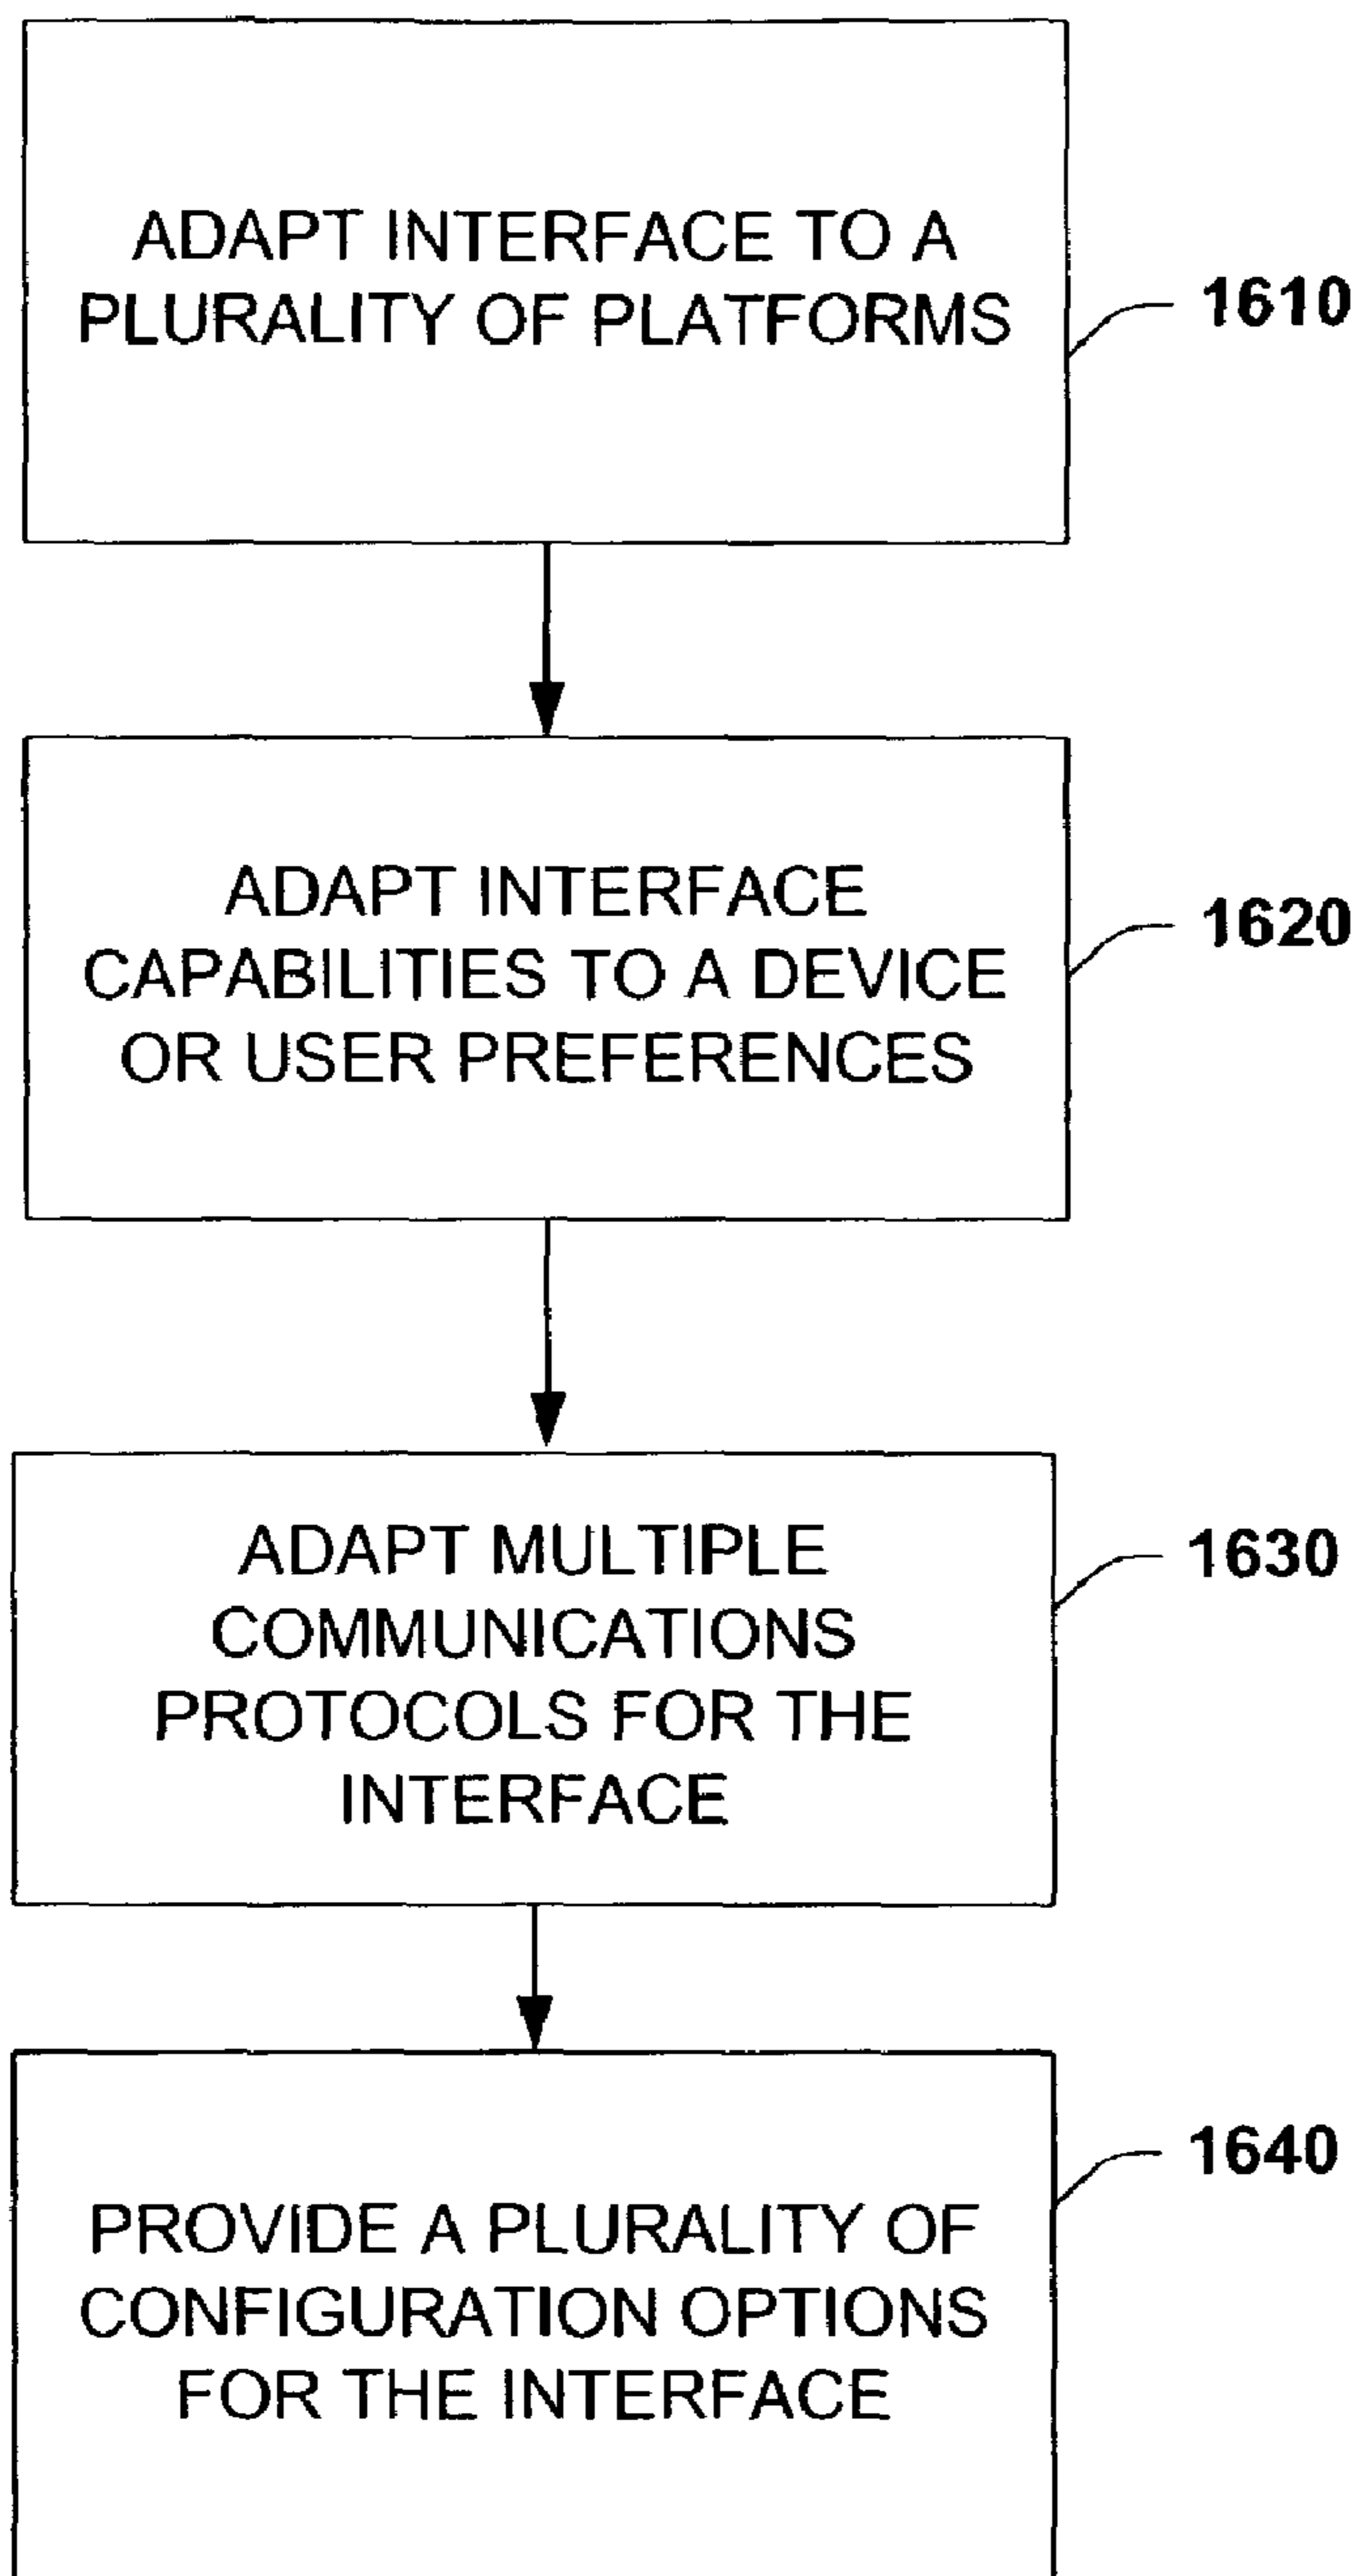 ADAPT INTERFACE TO A
PLURALITY OF PLATFORMS
1610
ADAPT INTERFACE
CAPABILITIES TO A DEVICE
OR USER PREFERENCES
1620
ADAPT MULTIPLE
COMMUNICATIONS
PROTOCOLS FOR THE
INTERFACE
1630
PROVIDE A PLURALITY OF
CONFIGURATION OPTIONS
FOR THE INTERFACE
1640